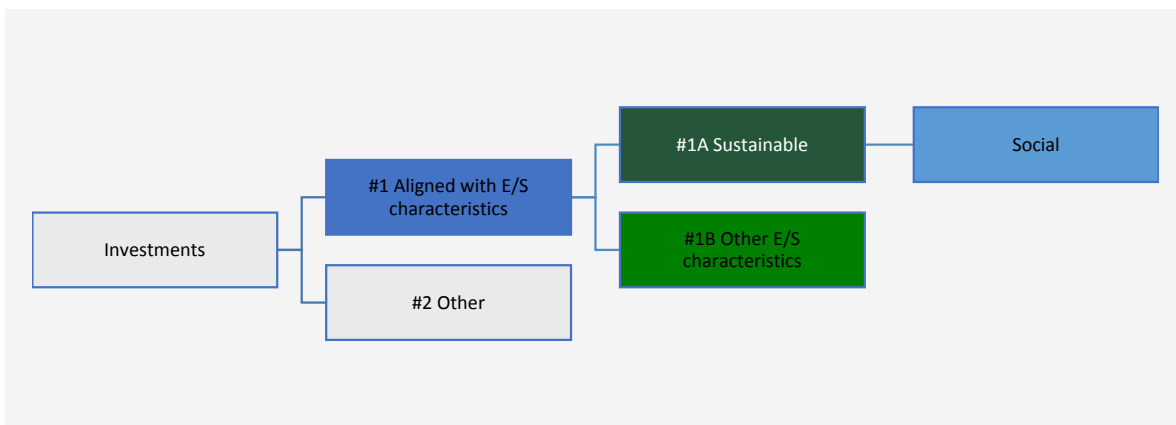 Investments
#1 Aligned with E/S
characteristics
#2 Other
#1A Sustainable
#1B Other E/S
characteristics
Social